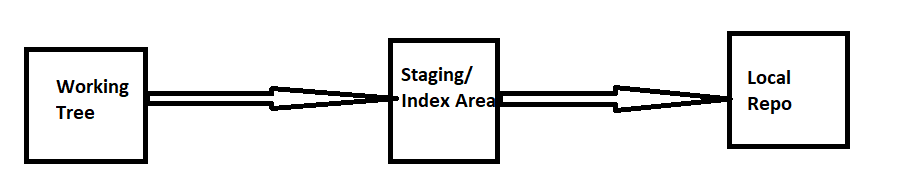 Working
Tree
Staging/
Index Area
Local
Repo